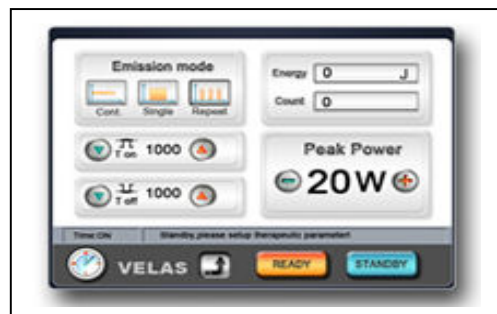 Emission mode
Cont. Single Repeat
T on 1000
T off 1000
Energy 0 J
Count 0
Peak Power
20W
Time:ON Standby,please setup therapeutic parameter!
VELAS READY STANDBY